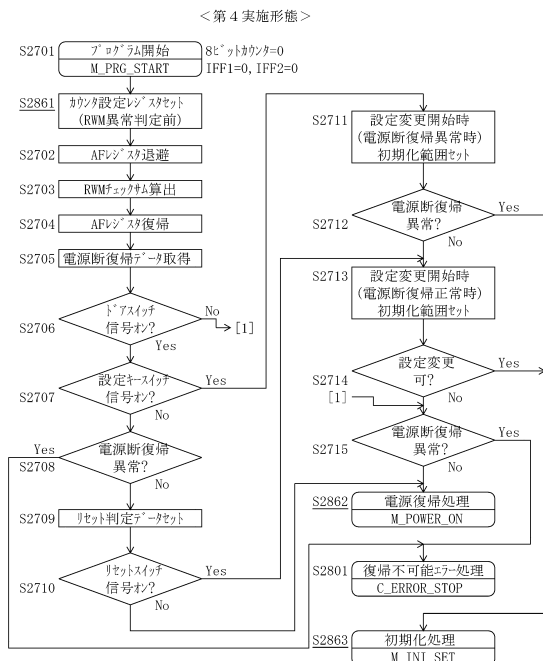 ＜第４実施形態＞
S2701
ﾌﾟﾛｸﾞﾗﾑ開始
M_PRG_START
8ﾋﾞｯﾄｶｳﾝﾀ=0
IFF1=0, IFF2=0
S2861
ｶｳﾝﾀ設定ﾚｼﾞｽﾀｾｯﾄ
(RWM異常判定前)
S2702
AFﾚｼﾞｽﾀ退避
S2703
RWMﾁｪｯｸｻﾑ算出
S2704
AFﾚｼﾞｽﾀ復帰
S2705
電源断復帰ﾃﾞｰﾀ取得
S2706
ﾄﾞｱｽｲｯﾁ
信号ｵﾝ?
No
[1]
Yes
S2707
設定ｷｰｽｲｯﾁ
信号ｵﾝ?
Yes
No
Yes
S2708
電源断復帰
異常?
No
S2709
ﾘｾｯﾄ判定ﾃﾞｰﾀｾｯﾄ
S2710
ﾘｾｯﾄｽｲｯﾁ
信号ｵﾝ?
Yes
No
S2711
設定変更開始時
(電源断復帰異常時)
初期化範囲ｾｯﾄ
S2712
電源断復帰
異常?
Yes
No
S2713
設定変更開始時
(電源断復帰正常時)
初期化範囲ｾｯﾄ
S2714
設定変更
可?
Yes
No
[1]
S2715
電源断復帰
異常?
Yes
No
S2862
電源復帰処理
M_POWER_ON
S2801
復帰不可能ｴﾗｰ処理
C_ERROR_STOP
S2863
初期化処理
M_INI_SET